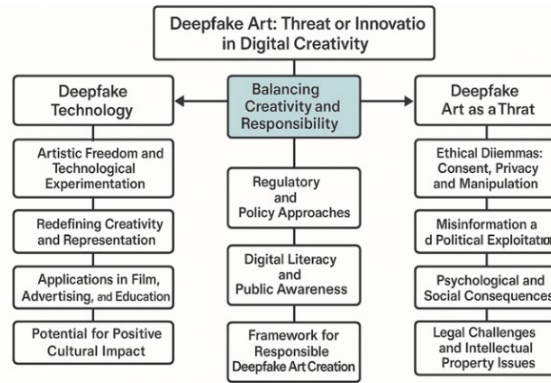 Deepfake Art: Threat or Innovatio
in Digital Creativity
Deepfake
Technology
Artistic Freedom and
Technological
Experimentation
Redefining Creativity
and Representation
Applications in Film,
Advertising, and Education
Potential for Positive
Cultural Impact
Balancing
Creativity and
Responsibility
Regulatory
and
Policy Approaches
Digital Literacy
and
Public Awareness
Framework for
Responsible
Deepfake Art Creation
Deepfake
Art as a Thrat
Ethical Diemmas:
Consent, Privacy
and Manipulation
Misinformation a
d Political Exploitation
Psychological and
Social Consequences
Legal Challenges
and Intellectual
Property Issues